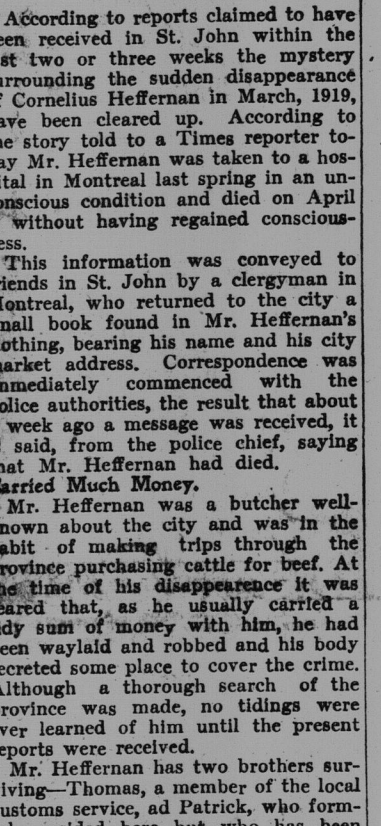 According to reports claimed to have
een received in St. John within the
st two or three weeks the mystery
urrounding the sudden disappearance
f Cornelius Heffernan in March, 1919,
ave been cleared up. According to
he story told to a Times reporter to-
ay Mr. Heffernan was taken to a hos-
ital in Montreal last spring in an un-
onscious condition and died on April
without having regained conscious-
ess.
This information was conveyed to
riends in St. John by a clergyman in
Montreal, who returned to the city a
mall book found in Mr. Heffernan's
othing, bearing his name and his city
arket address. Correspondence was
mmediately commenced with the
olice authorities, the result that about
week ago a message was received, it
said, from the police chief, saying
hat Mr. Heffernan had died.
arried Much Money.
Mr. Heffernan was a butcher well-
nown about the city and was in the
abit of making trips through the
rovince purchasing cattle for beef. At
he time of his disappearence it was
eared that, as he usually carried a
idy sum of money with him, he had
een waylaid and robbed and his body
ecreted some place to cover the crime.
Although a thorough search of the
rovince was made, no tidings were
ver learned of him until the present
eports were received.
Mr. Heffernan has two brothers sur-
iving—Thomas, a member of the local
ustoms service, ad Patrick, who form-